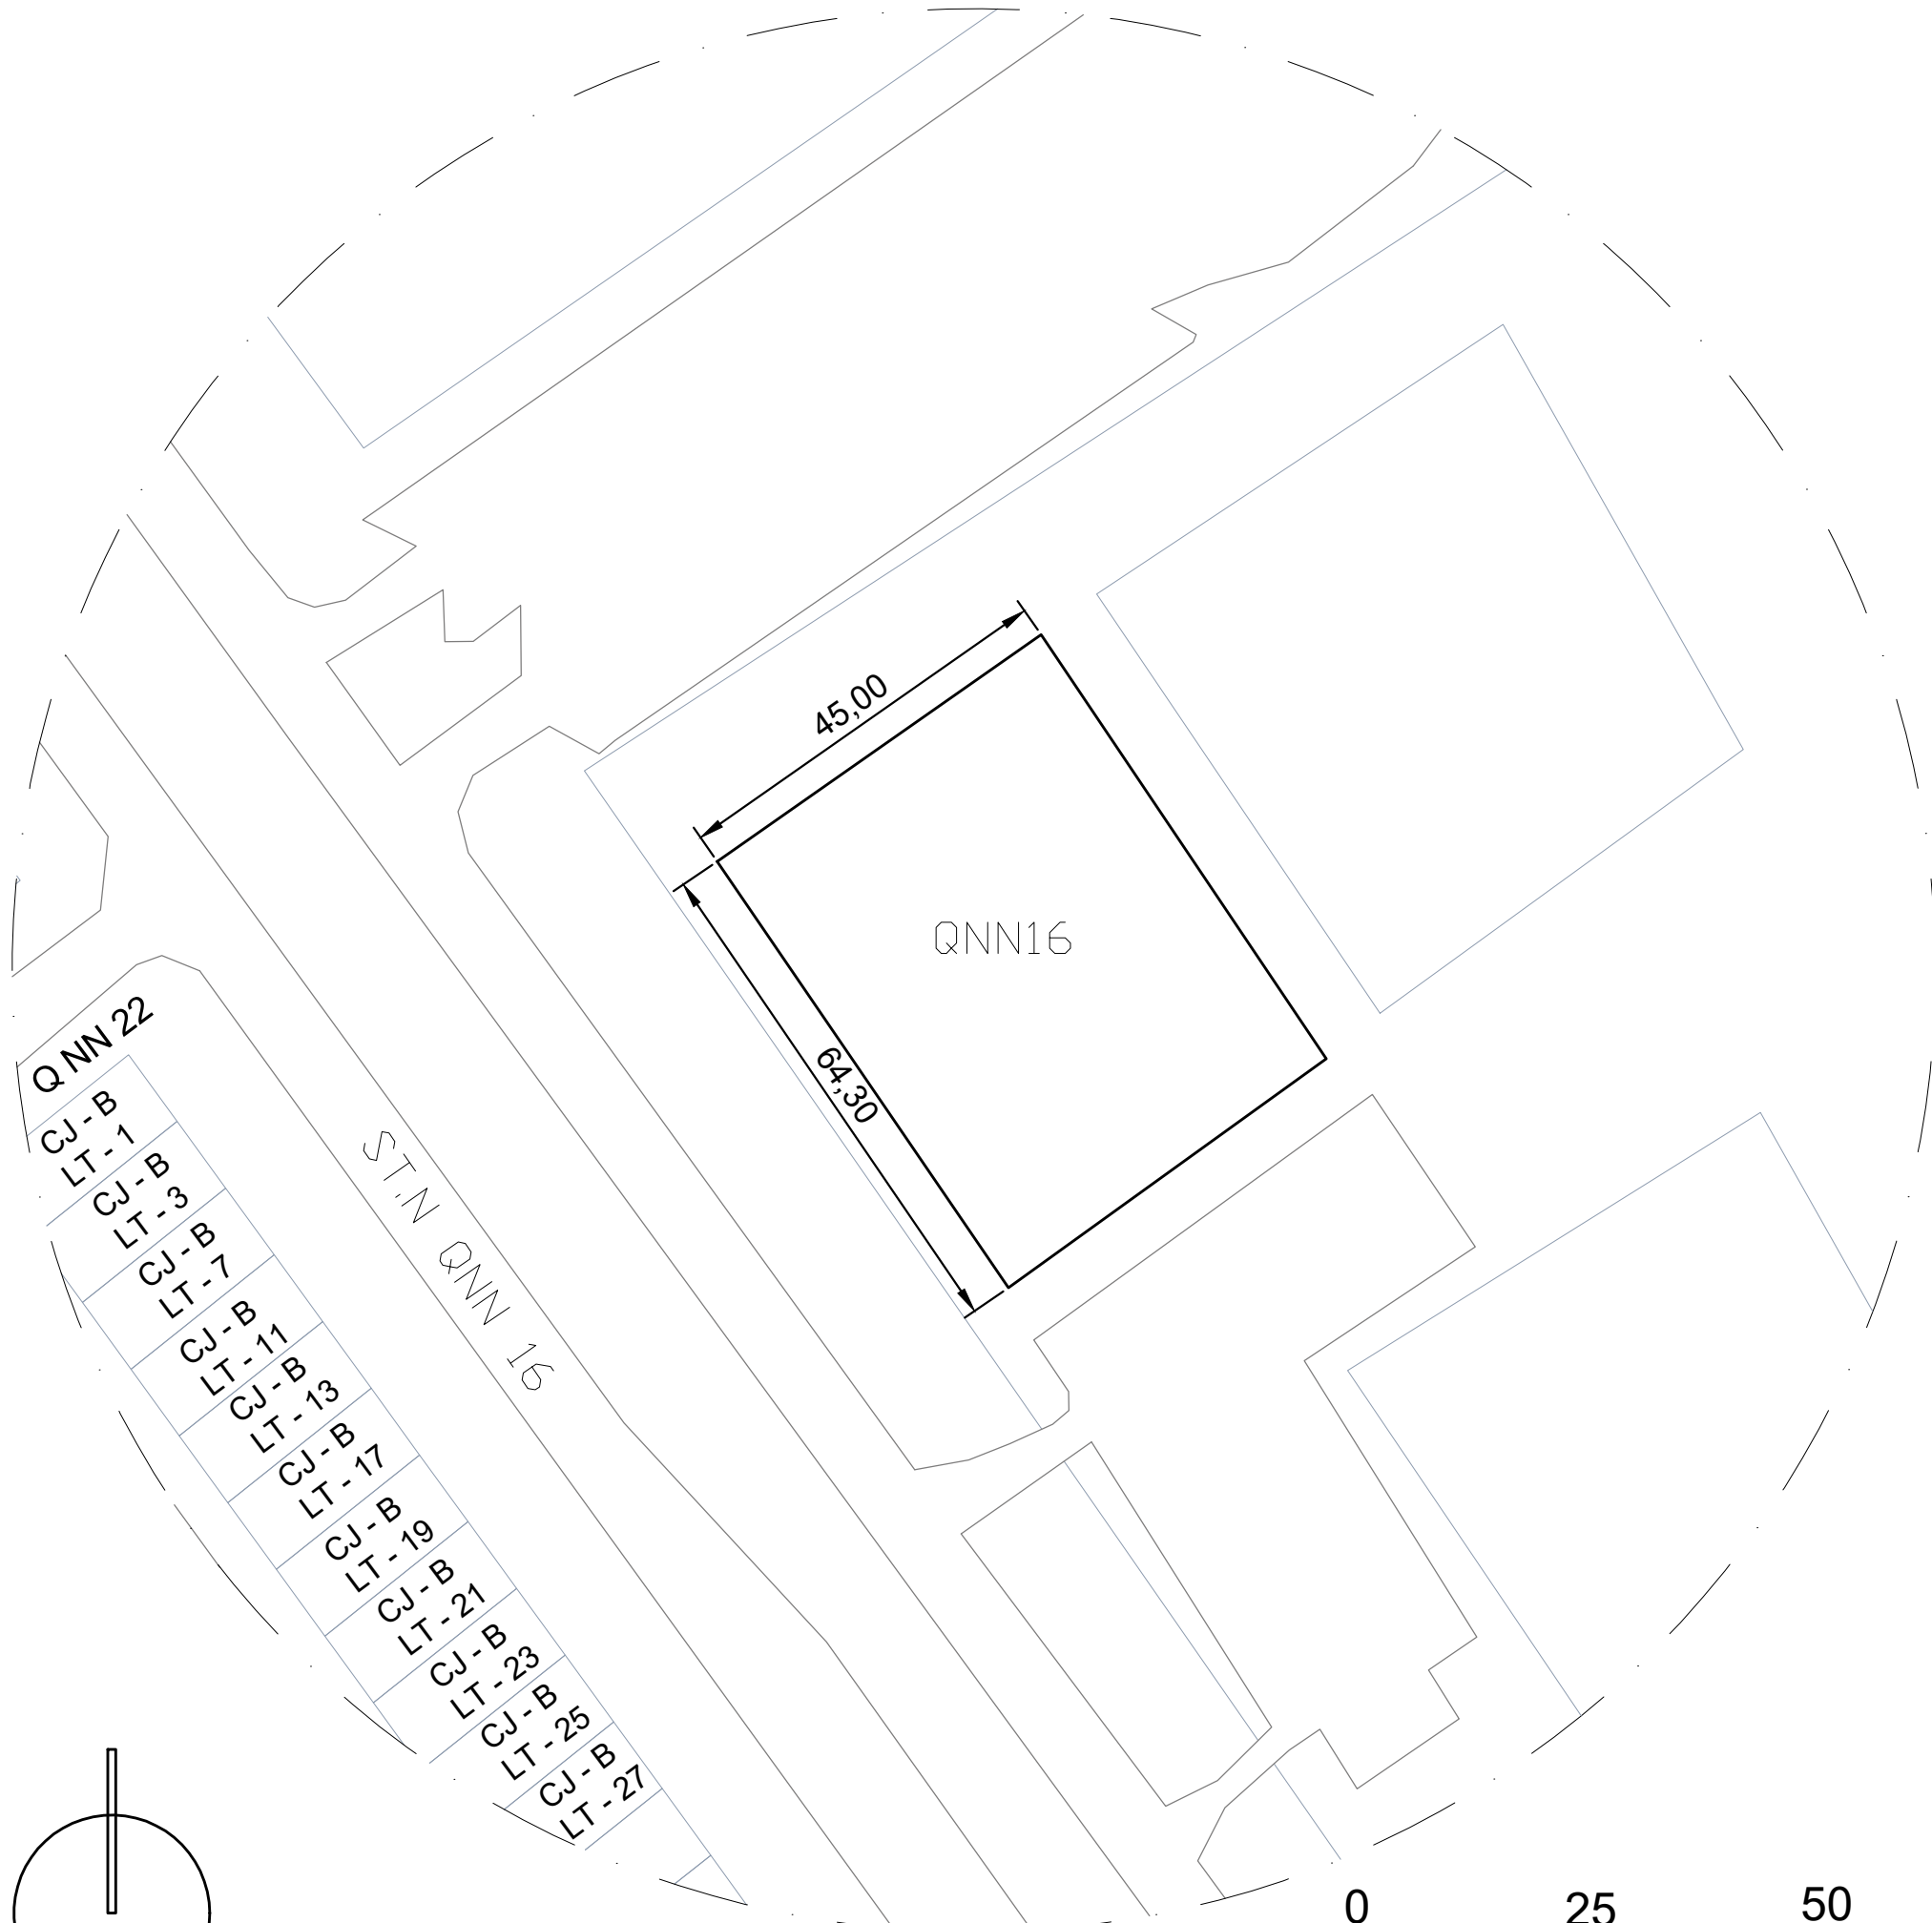 45,00
QNN16
64,30
Q NN 22
CJ - B
LT - 1
CJ - B
LT - 3
CJ - B
LT - 7
CJ - B
LT - 11
CJ - B
LT - 13
CJ - B
LT - 17
CJ - B
LT - 19
CJ - B
LT - 21
CJ - B
LT - 23
CJ - B
LT - 25
CJ - B
LT - 27
ST.N QNN 16
0 25 50